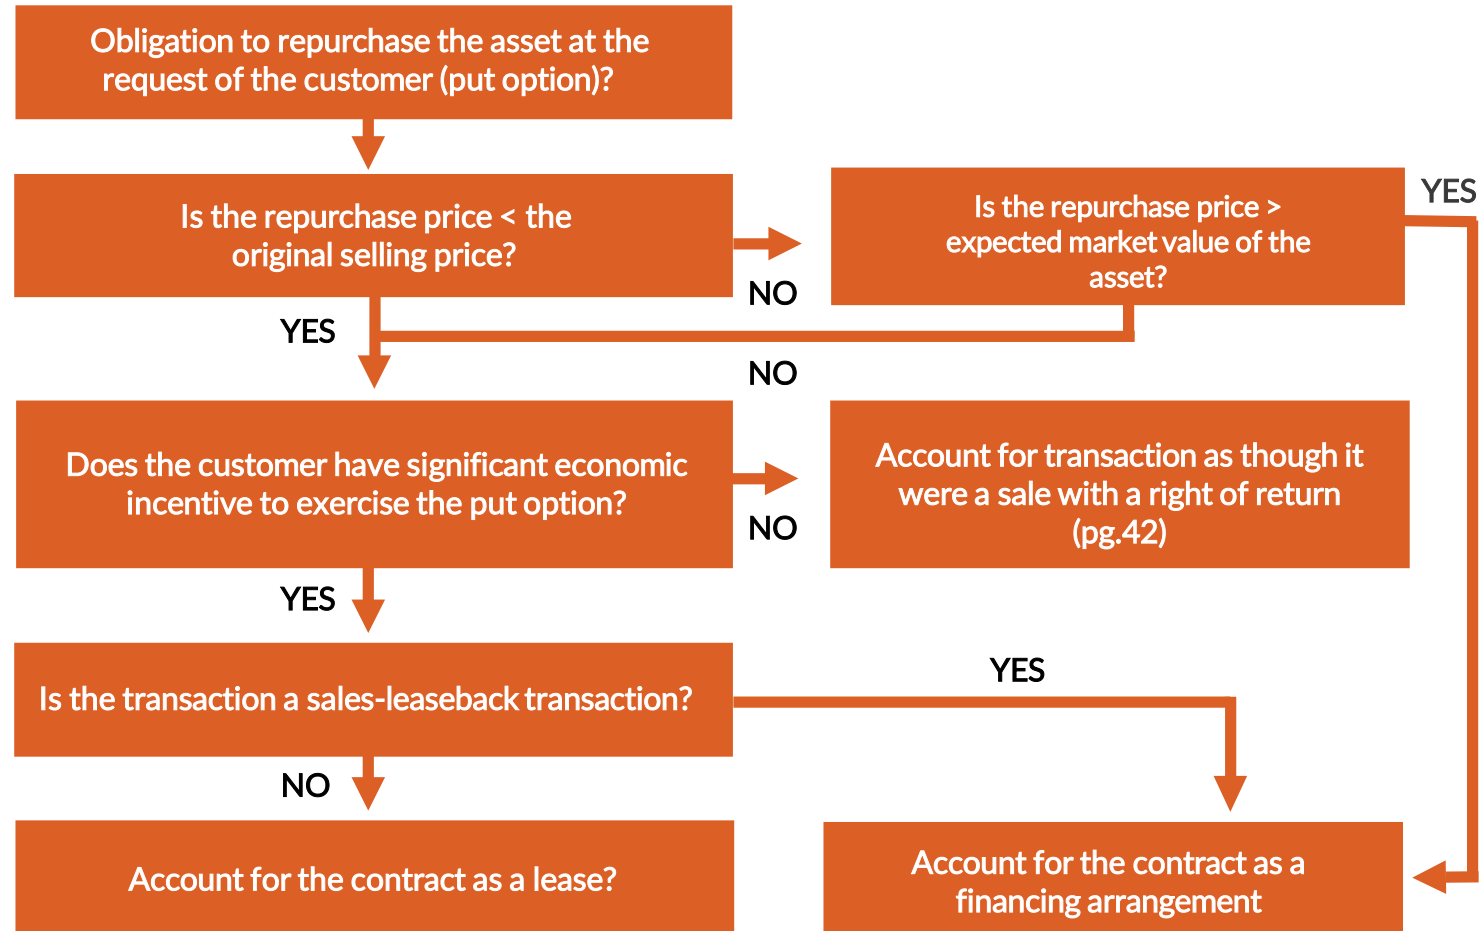 Obligation to repurchase the asset at the
request of the customer (put option)?
Is the repurchase price < the
original selling price?
NO
Is the repurchase price >
expected market value of the
asset?
YES
YES
NO
Does the customer have significant economic
incentive to exercise the put option?
NO
Account for transaction as though it
were a sale with a right of return
(pg.42)
YES
Is the transaction a sales-leaseback transaction?
YES
NO
Account for the contract as a lease?
Account for the contract as a
financing arrangement